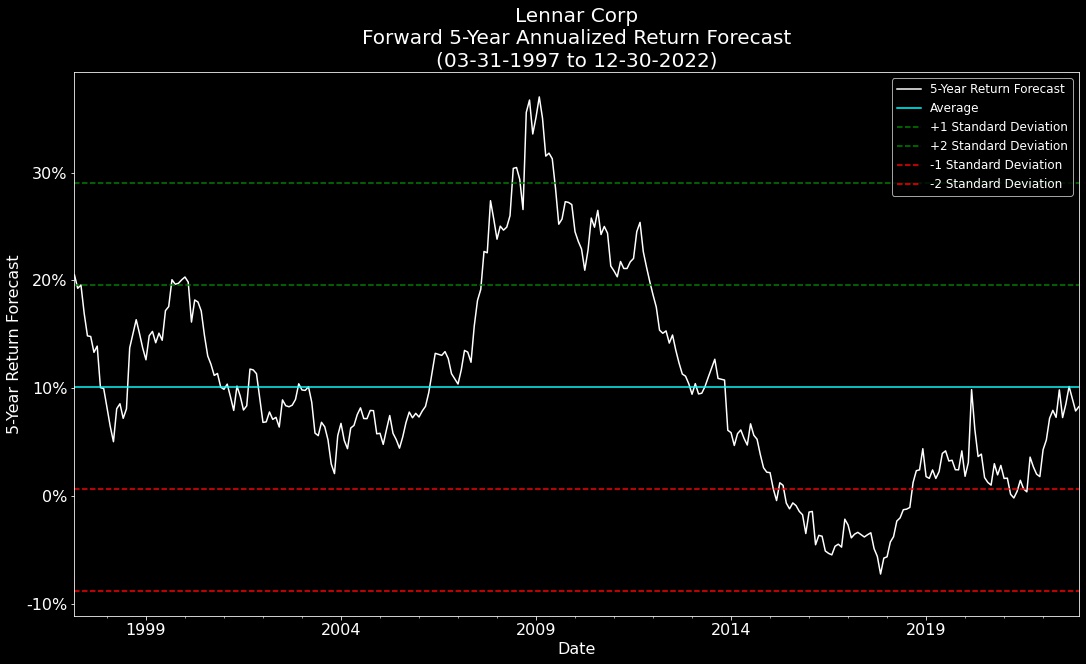 Lennar Corp
Forward 5-Year Annualized Return Forecast
(03-31-1997 to 12-30-2022)
5-Year Return Forecast
Average
+1 Standard Deviation
+2 Standard Deviation
-1 Standard Deviation
-2 Standard Deviation
5-Year Return Forecast
30%
20%
10%
0%
-10%
1999 2004 2009 2014 2019
Date